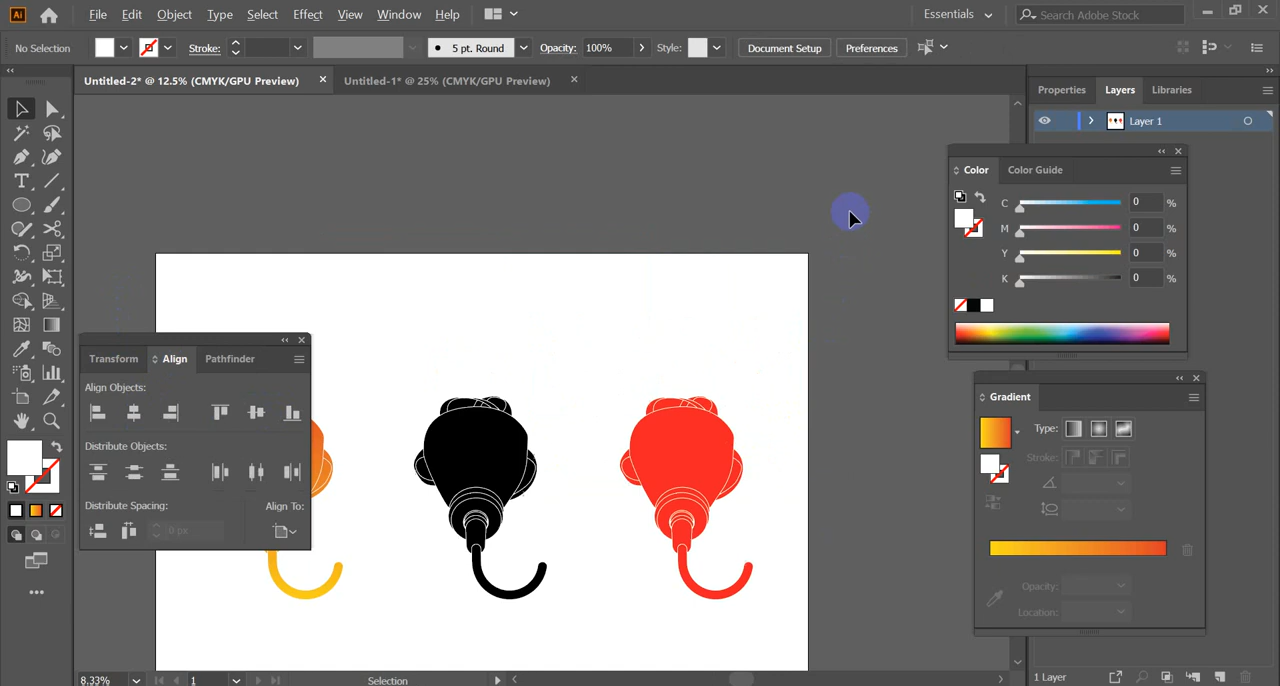 Ai File Edit Object Type Select Effect View Window Help Essentials Search Adobe Stock
No Selection Stroke: 5 pt. Round Opacity: 100% Style: Document Setup Preferences
Untitled-2* @ 12.5% (CMYK/GPU Preview) × Untitled-1* @ 25% (CMYK/GPU Preview) ×
Properties Layers Libraries
Layer 1
Color Color Guide
C 0 %
M 0 %
Y 0 %
K 0 %
Transform Align Pathfinder
Align Objects:
Distribute Objects:
Distribute Spacing: Align To:
0 px
Gradient
Type:
Stroke:
Opacity:
Location:
8.33% 1 Selection
1 Layer